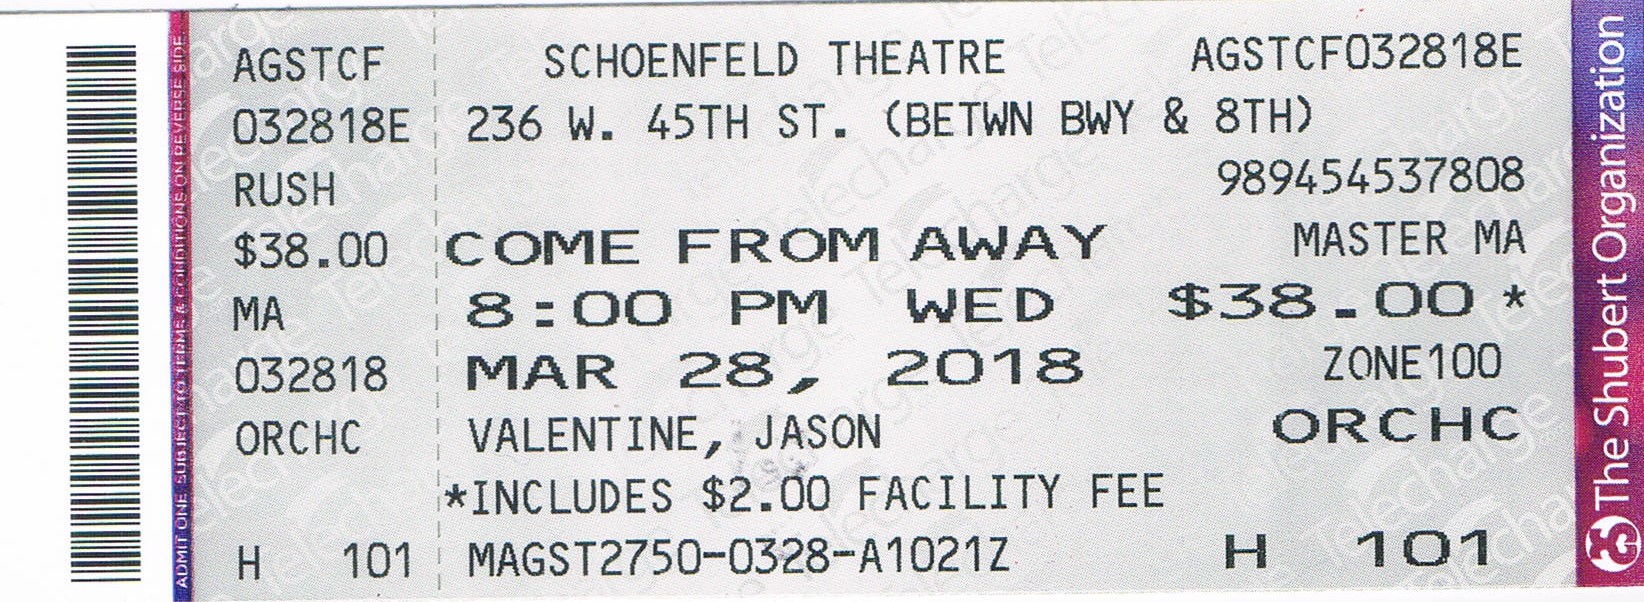 ADMIT ONE SUBJECT TO TERMS & CONDITIONS ON REVERSE SIDE
AGSTCF
032818E
RUSH
$38.00
MA
032818
ORCHC
H 101
SCHOENFELD THEATRE AGSTCF032818E
236 W. 45TH ST. (BETWN BWY & 8TH)
989454537808
COME FROM AWAY MASTER MA
8:00 PM WED $38.00 *
MAR 28, 2018 ZONE100
VALENTINE, JASON ORCHC
*INCLUDES $2.00 FACILITY FEE
MAGST2750-0328-A1021Z H 101
The Shubert Organization
Telecharge